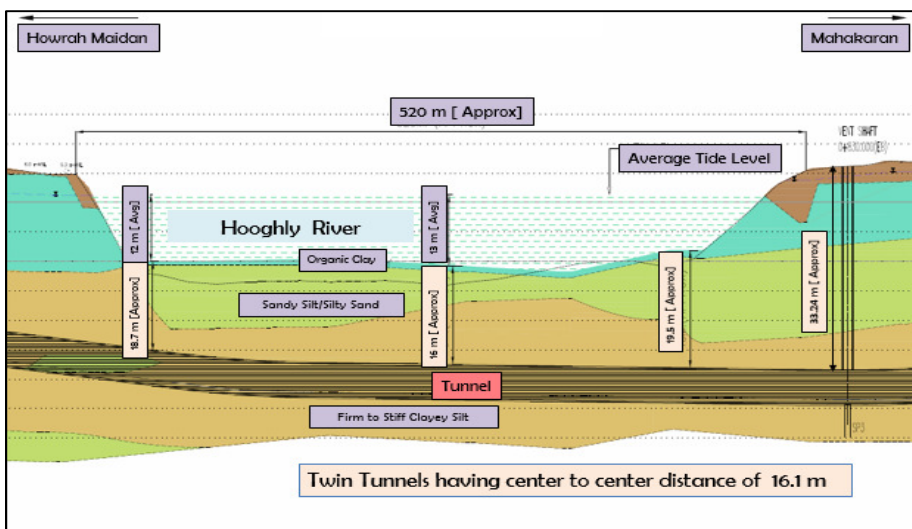 Howrah Maidan
Mahakaran
520 m [ Approx]
VENT SHAFT
Average Tide Level
12 m [ Avg]
13 m [ Avg]
Hooghly River
Organic Clay
33.24 m [ Approx]
18.7 m [Approx]
Sandy Silt/Silty Sand
16 m [ Approx]
19.5 m [ Approx]
Tunnel
Firm to Stiff Clayey Silt
SP3
Twin Tunnels having center to center distance of 16.1 m